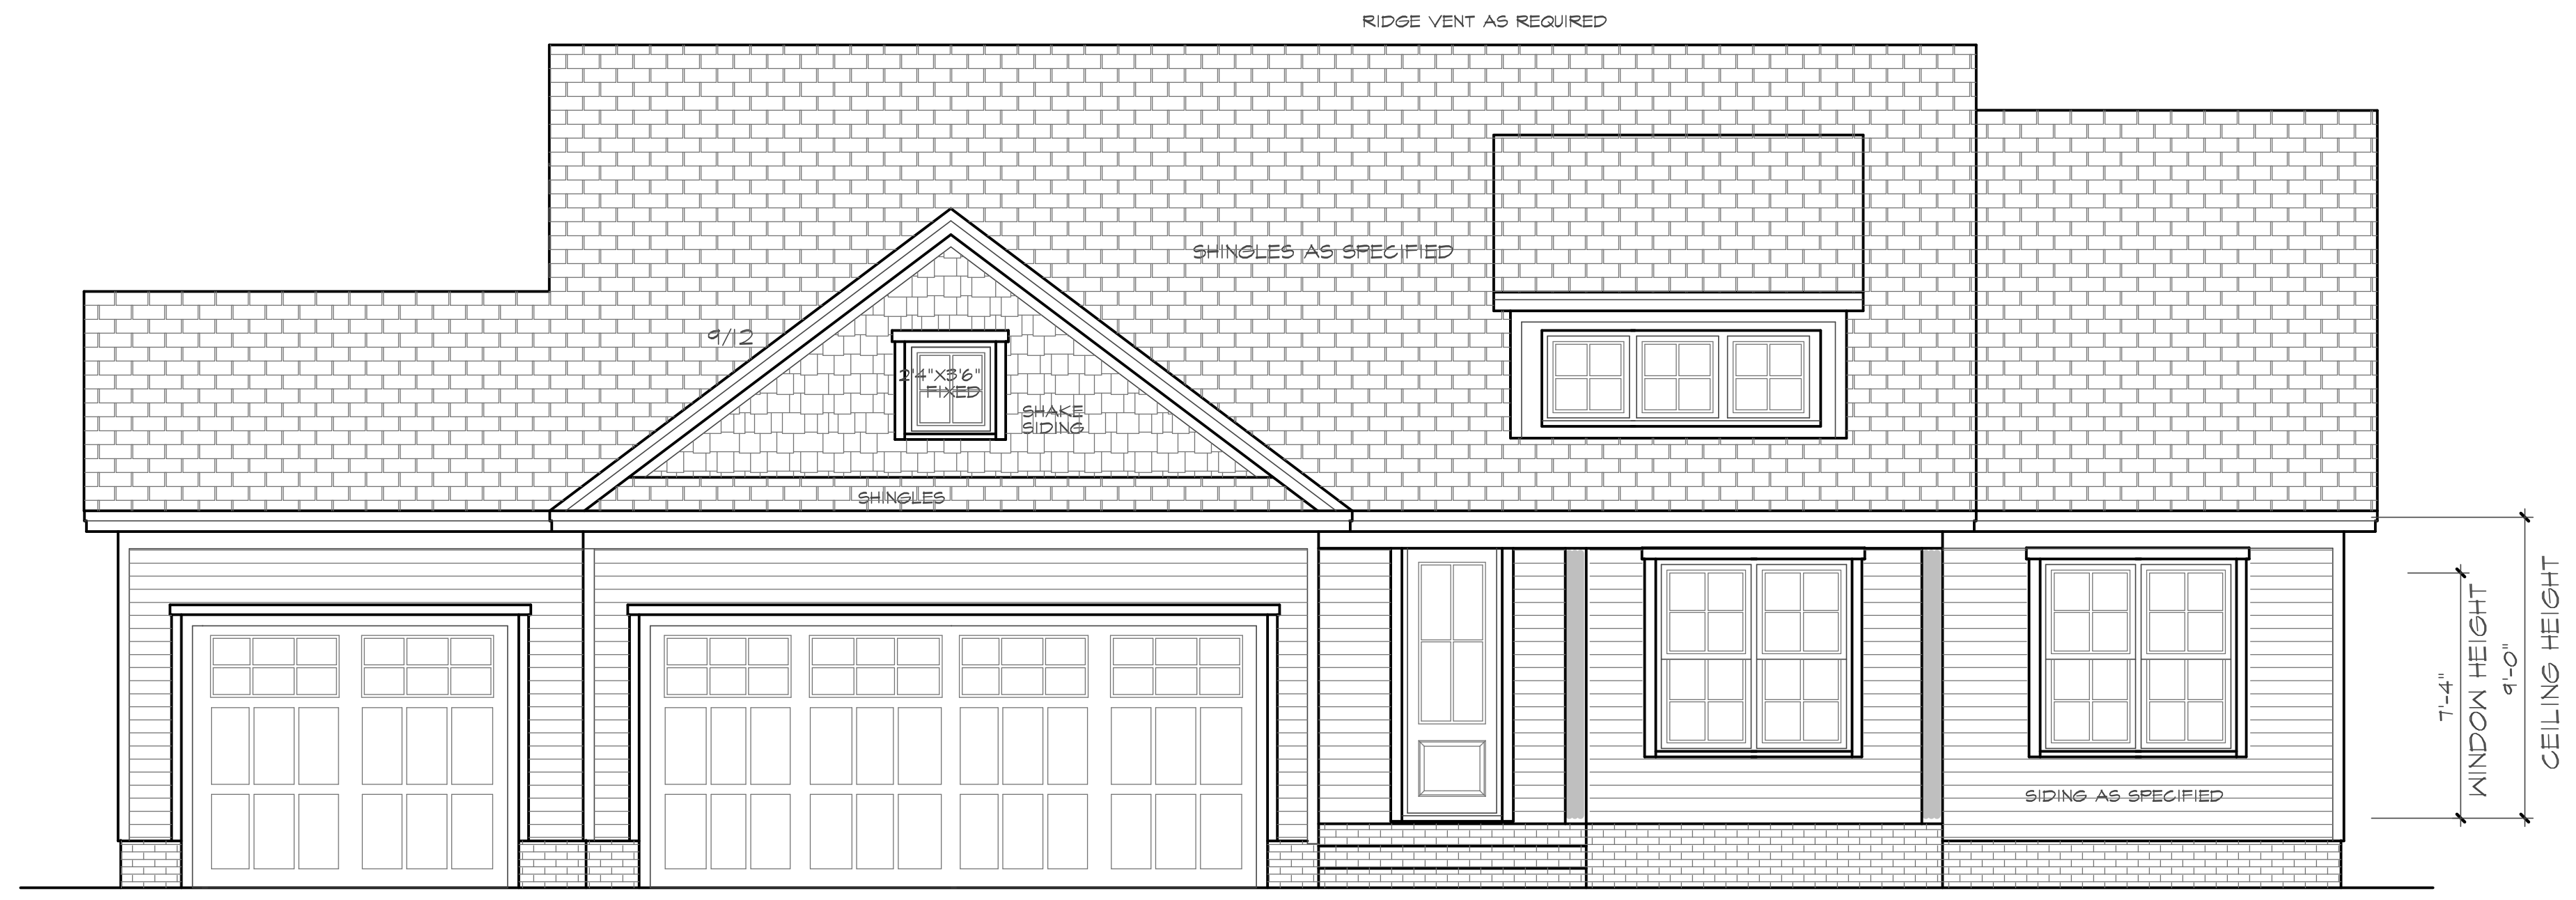 RIDGE VENT AS REQUIRED
SHINGLES AS SPECIFIED
9/12
2'4"X3'6"
FIXED
SHAKE
SIDING
SHINGLES
7'-4"
WINDOW HEIGHT
9'-0"
CEILING HEIGHT
SIDING AS SPECIFIED